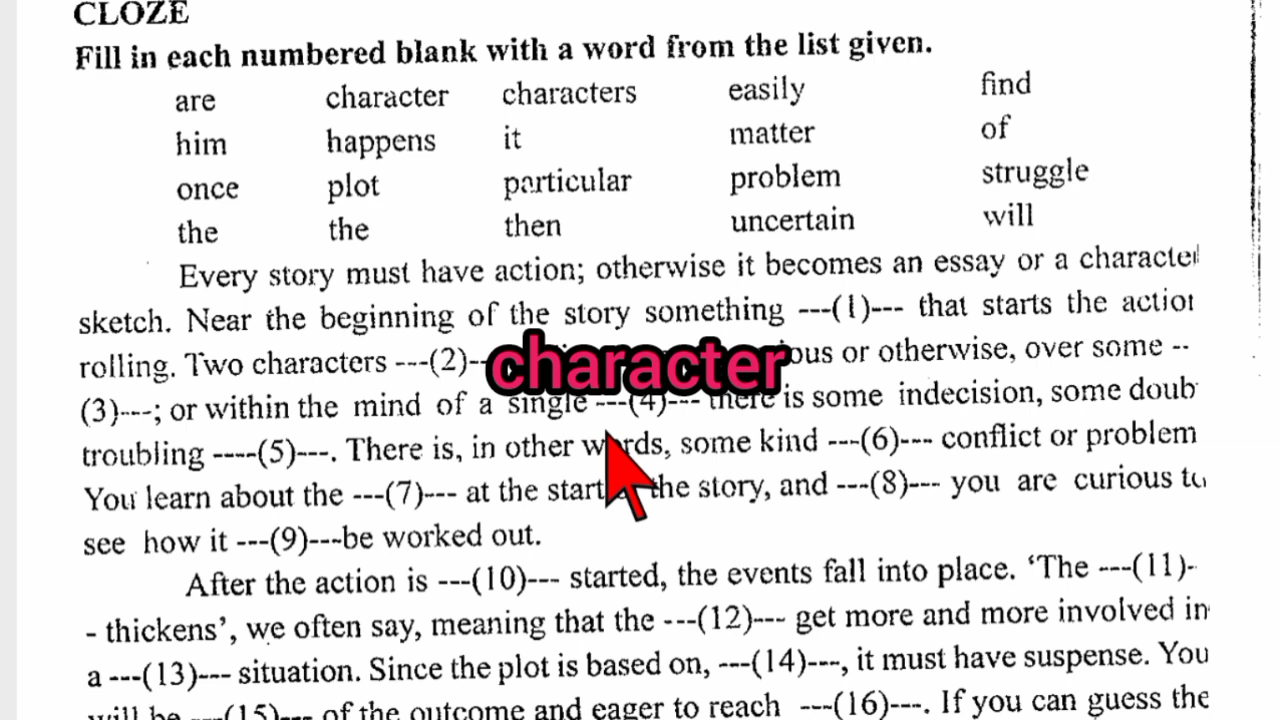 CLOZE
Fill in each numbered blank with a word from the list given.
are character characters easily find
him happens it matter of
once plot particular problem struggle
the the then uncertain will
Every story must have action; otherwise it becomes an essay or a character
sketch. Near the beginning of the story something ---(1)--- that starts the action
rolling. Two characters ---(2)-- character ous or otherwise, over some --
(3)---; or within the mind of a single ---(4)--- there is some indecision, some doub
troubling ----(5)---. There is, in other words, some kind ---(6)--- conflict or problem
You learn about the ---(7)--- at the start the story, and ---(8)--- you are curious to
see how it ---(9)---be worked out.
After the action is ---(10)--- started, the events fall into place. ‘The ---(11)-
- thickens’, we often say, meaning that the ---(12)--- get more and more involved in
a ---(13)--- situation. Since the plot is based on, ---(14)---, it must have suspense. You
will be ---(15)--- of the outcome and eager to reach ---(16)---. If you can guess the